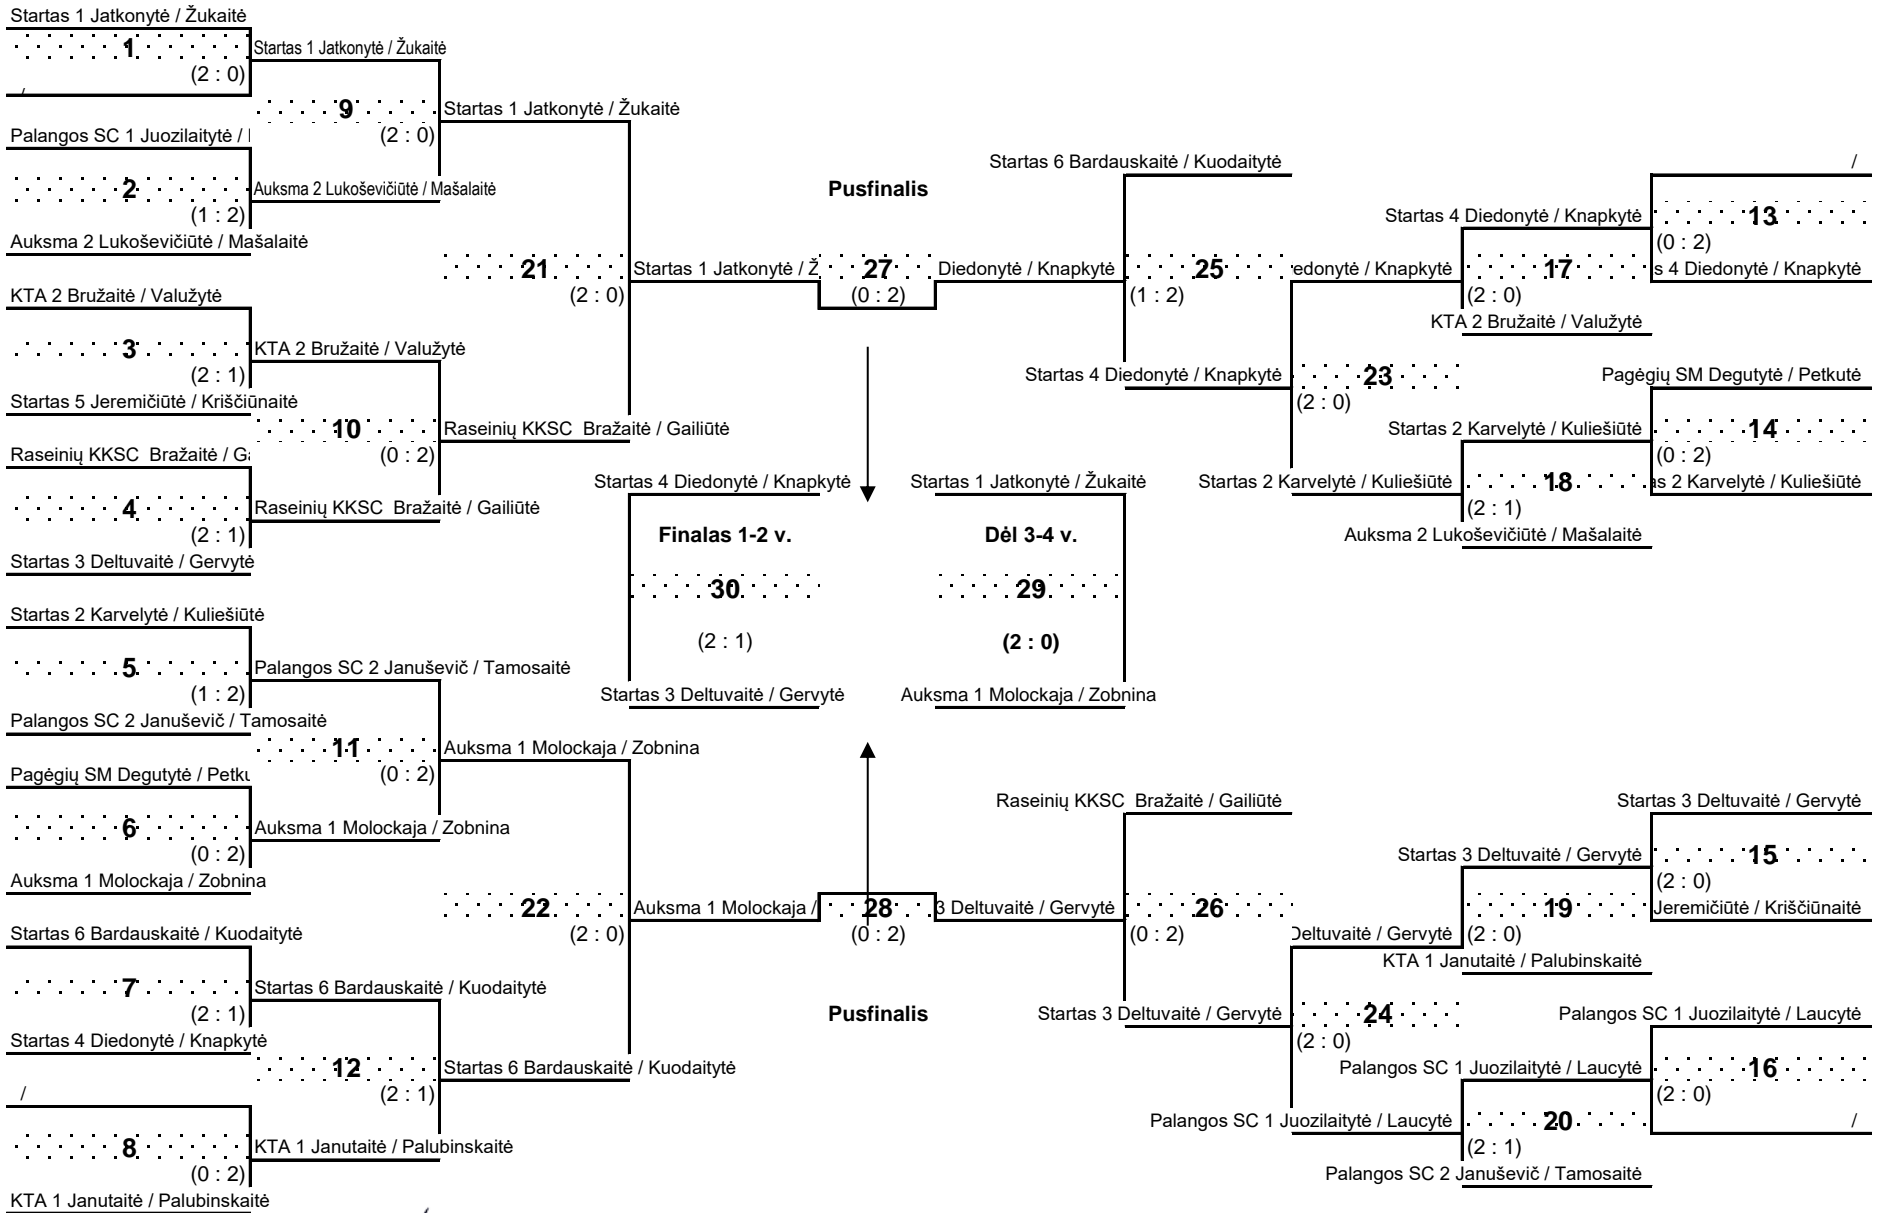 Startas 1 Jatkonytė / Žukaitė
1
(2 : 0)
/
Palangos SC 1 Juozilaitytė /
2
(1 : 2)
Auksma 2 Lukoševičiūtė / Mašalaitė
KTA 2 Bružaitė / Valužytė
3
(2 : 1)
Startas 5 Jeremičiūtė / Kriščiūnaitė
Raseinių KKSC Bražaitė /
4
(2 : 1)
Startas 3 Deltuvaitė / Gervytė
Startas 2 Karvelytė / Kuliešiūtė
5
(1 : 2)
Palangos SC 2 Januševič / Tamosaitė
Pagėgių SM Degutytė / Petku
6
(0 : 2)
Auksma 1 Molockaja / Zobnina
Startas 6 Bardauskaitė / Kuodaitytė
7
(2 : 1)
Startas 4 Diedonytė / Knapkytė
/
8
(0 : 2)
KTA 1 Janutaitė / Palubinskaitė
Startas 1 Jatkonytė / Žukaitė
9
(2 : 0)
Auksma 2 Lukoševičiūtė / Mašalaitė
KTA 2 Bružaitė / Valužytė
10
(0 : 2)
Raseinių KKSC Bražaitė / Gailiūtė
Palangos SC 2 Januševič / Tamosaitė
11
(0 : 2)
Auksma 1 Molockaja / Zobnina
Startas 6 Bardauskaitė / Kuodaitytė
12
(2 : 1)
KTA 1 Janutaitė / Palubinskaitė
Startas 1 Jatkonytė / Žukaitė
21
(2 : 0)
Raseinių KKSC Bražaitė / Gailiūtė
Auksma 1 Molockaja / Zobnina
22
(2 : 0)
Startas 6 Bardauskaitė / Kuodaitytė
Pusfinalis
Startas 1 Jatkonytė / Ž
27
(0 : 2)
Diedonytė / Knapkytė
Startas 4 Diedonytė / Knapkytė
Finalas 1-2 v.
30
(2 : 1)
Startas 3 Deltuvaitė / Gervytė
Startas 1 Jatkonytė / Žukaitė
Dėl 3-4 v.
29
(2 : 0)
Auksma 1 Molockaja / Zobnina
Auksma 1 Molockaja /
28
(0 : 2)
3 Deltuvaitė / Gervytė
Pusfinalis
Startas 6 Bardauskaitė / Kuodaitytė
25
(1 : 2)
Startas 4 Diedonytė / Knapkytė
Raseinių KKSC Bražaitė / Gailiūtė
26
(0 : 2)
Startas 3 Deltuvaitė / Gervytė
edonytė / Knapkytė
23
(2 : 0)
Startas 2 Karvelytė / Kuliešiūtė
Deltuvaitė / Gervytė
24
(2 : 0)
Palangos SC 1 Juozilaitytė / Laucytė
Startas 4 Diedonytė / Knapkytė
17
(2 : 0)
KTA 2 Bružaitė / Valužytė
Startas 2 Karvelytė / Kuliešiūtė
18
(2 : 1)
Auksma 2 Lukoševičiūtė / Mašalaitė
Startas 3 Deltuvaitė / Gervytė
19
(2 : 0)
KTA 1 Janutaitė / Palubinskaitė
Palangos SC 1 Juozilaitytė / Laucytė
20
(2 : 1)
Palangos SC 2 Januševič / Tamosaitė
/
13
(0 : 2)
s 4 Diedonytė / Knapkytė
Pagėgių SM Degutytė / Petkutė
14
(0 : 2)
as 2 Karvelytė / Kuliešiūtė
Startas 3 Deltuvaitė / Gervytė
15
(2 : 0)
Jeremičiūtė / Kriščiūnaitė
Palangos SC 1 Juozilaitytė / Laucytė
16
(2 : 0)
/